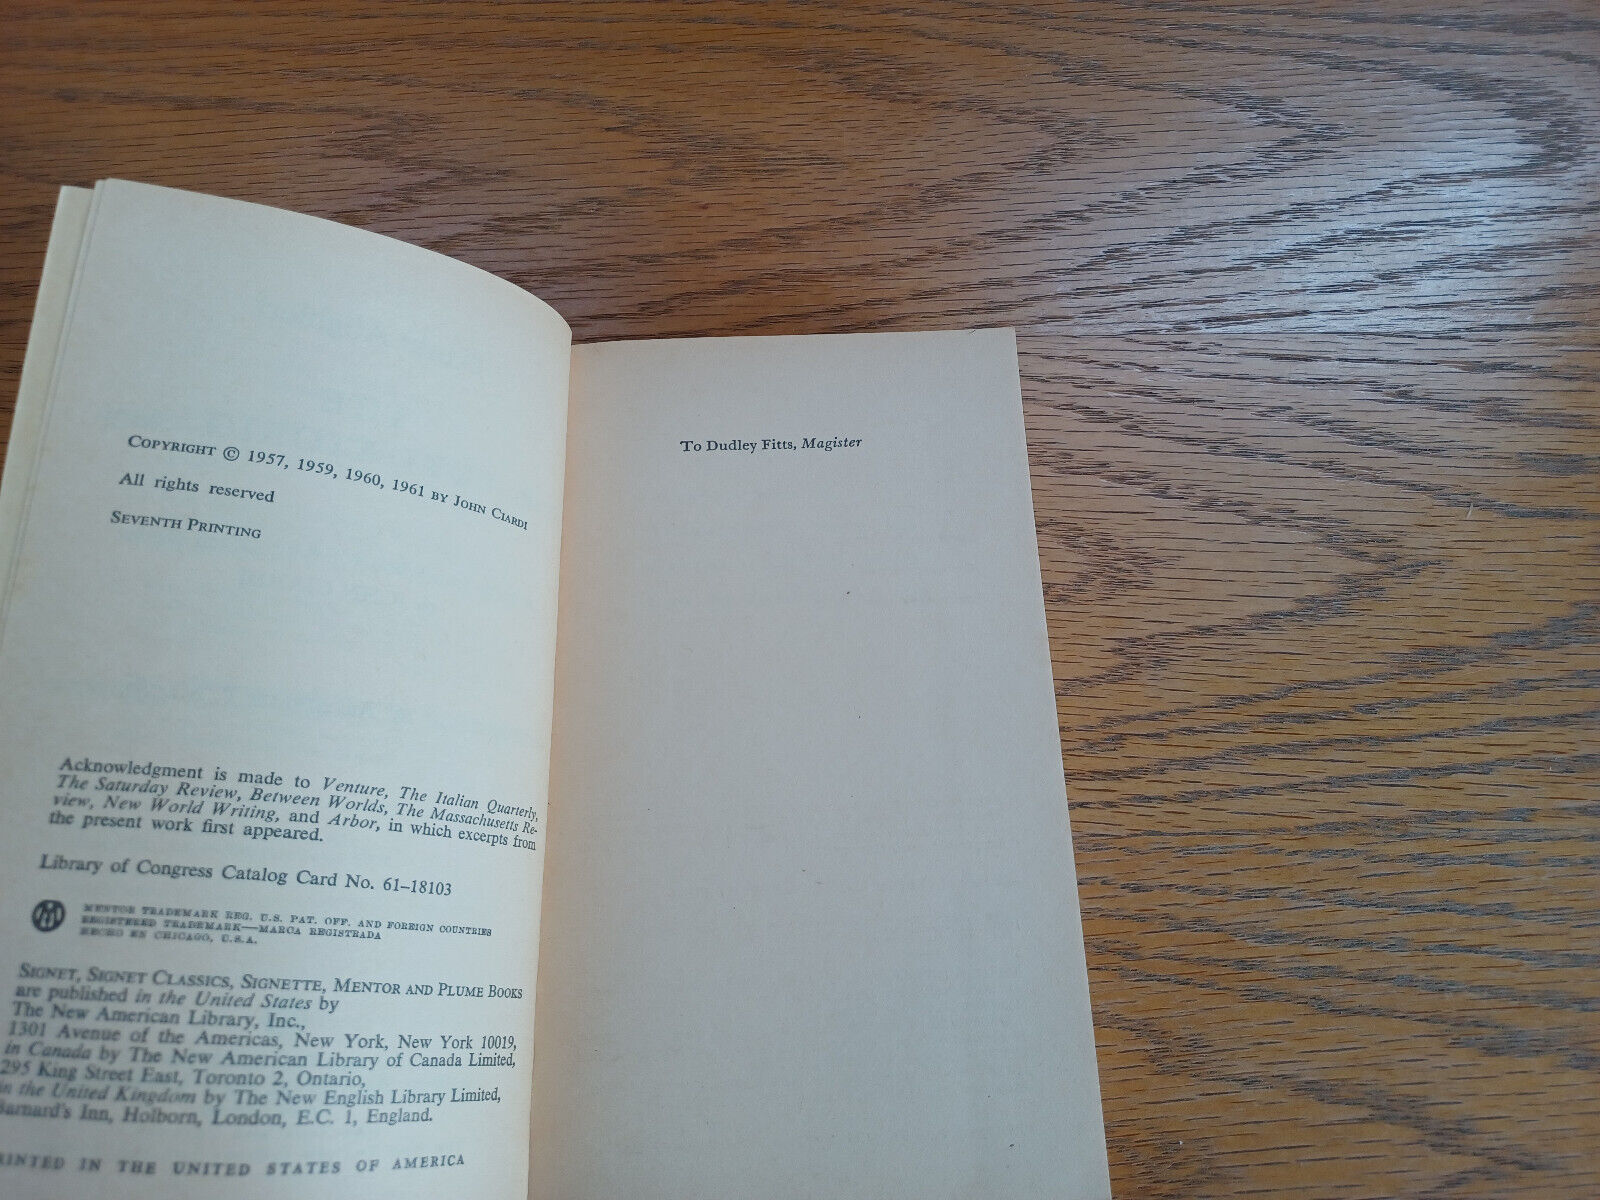 COPYRIGHT © 1957, 1959, 1960, 1961 BY JOHN CIARDI
All rights reserved
SEVENTH PRINTING
Acknowledgment is made to Venture, The Italian Quarterly,
The Saturday Review, Between Worlds, The Massachusetts Re-
view, New World Writing, and Arbor, in which excerpts from
the present work first appeared.
Library of Congress Catalog Card No. 61–18103
MENTOR TRADEMARK REG. U.S. PAT. OFF. AND FOREIGN COUNTRIES
REGISTERED TRADEMARK—MARCA REGISTRADA
HECHO EN CHICAGO, U.S.A.
SIGNET, SIGNET CLASSICS, SIGNETTE, MENTOR AND PLUME BOOKS
are published in the United States by
The New American Library, Inc.,
1301 Avenue of the Americas, New York, New York 10019,
in Canada by The New American Library of Canada Limited,
295 King Street East, Toronto 2, Ontario,
in the United Kingdom by The New English Library Limited,
Barnard's Inn, Holborn, London, E.C. 1, England.
PRINTED IN THE UNITED STATES OF AMERICA
To Dudley Fitts, Magister